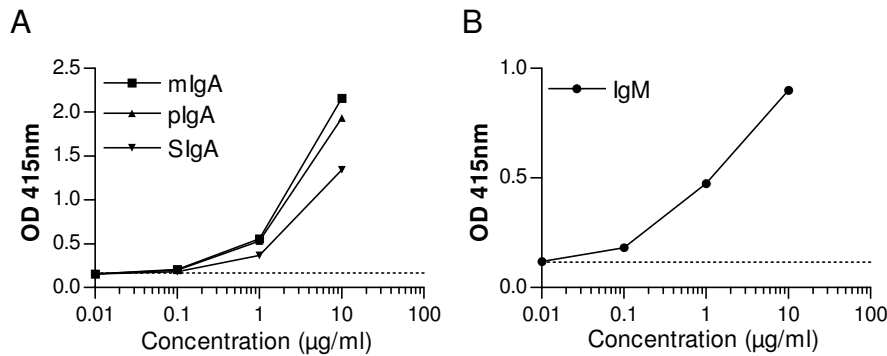 A
mIgA
pIgA
SIgA
OD 415nm
2.5
2.0
1.5
1.0
0.5
0.0
0.01 0.1 1 10 100
Concentration (μg/ml)
B
IgM
OD 415nm
1.0
0.5
0.0
0.01 0.1 1 10 100
Concentration (μg/ml)